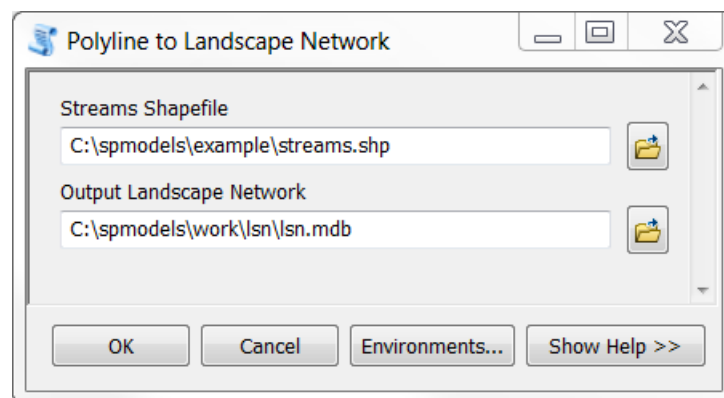 Polyline to Landscape Network
Streams Shapefile
C:\spmodels\example\streams.shp
Output Landscape Network
C:\spmodels\work\lsn\lsn.mdb
OK Cancel Environments... Show Help >>